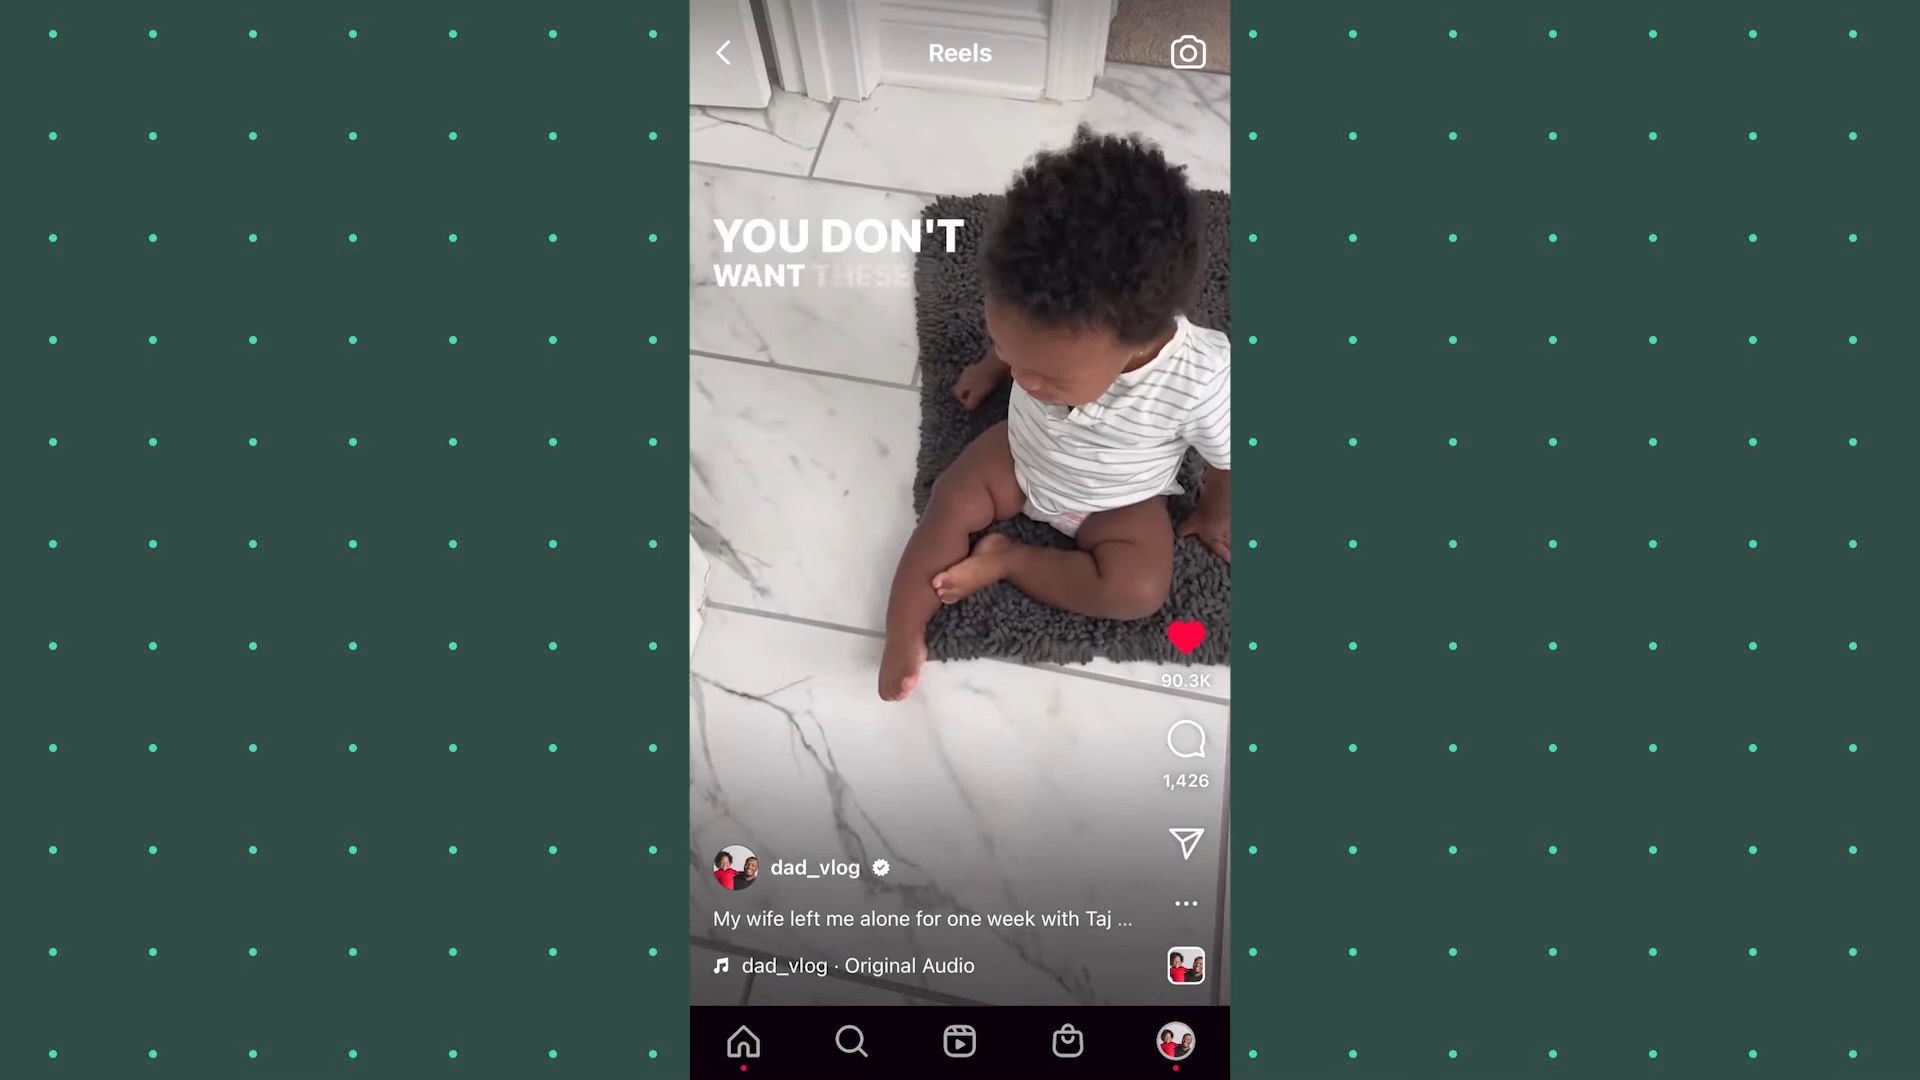 Reels
YOU DON'T
WANT THESE
90.3K
1,426
dad_vlog
My wife left me alone for one week with Taj ...
dad_vlog · Original Audio